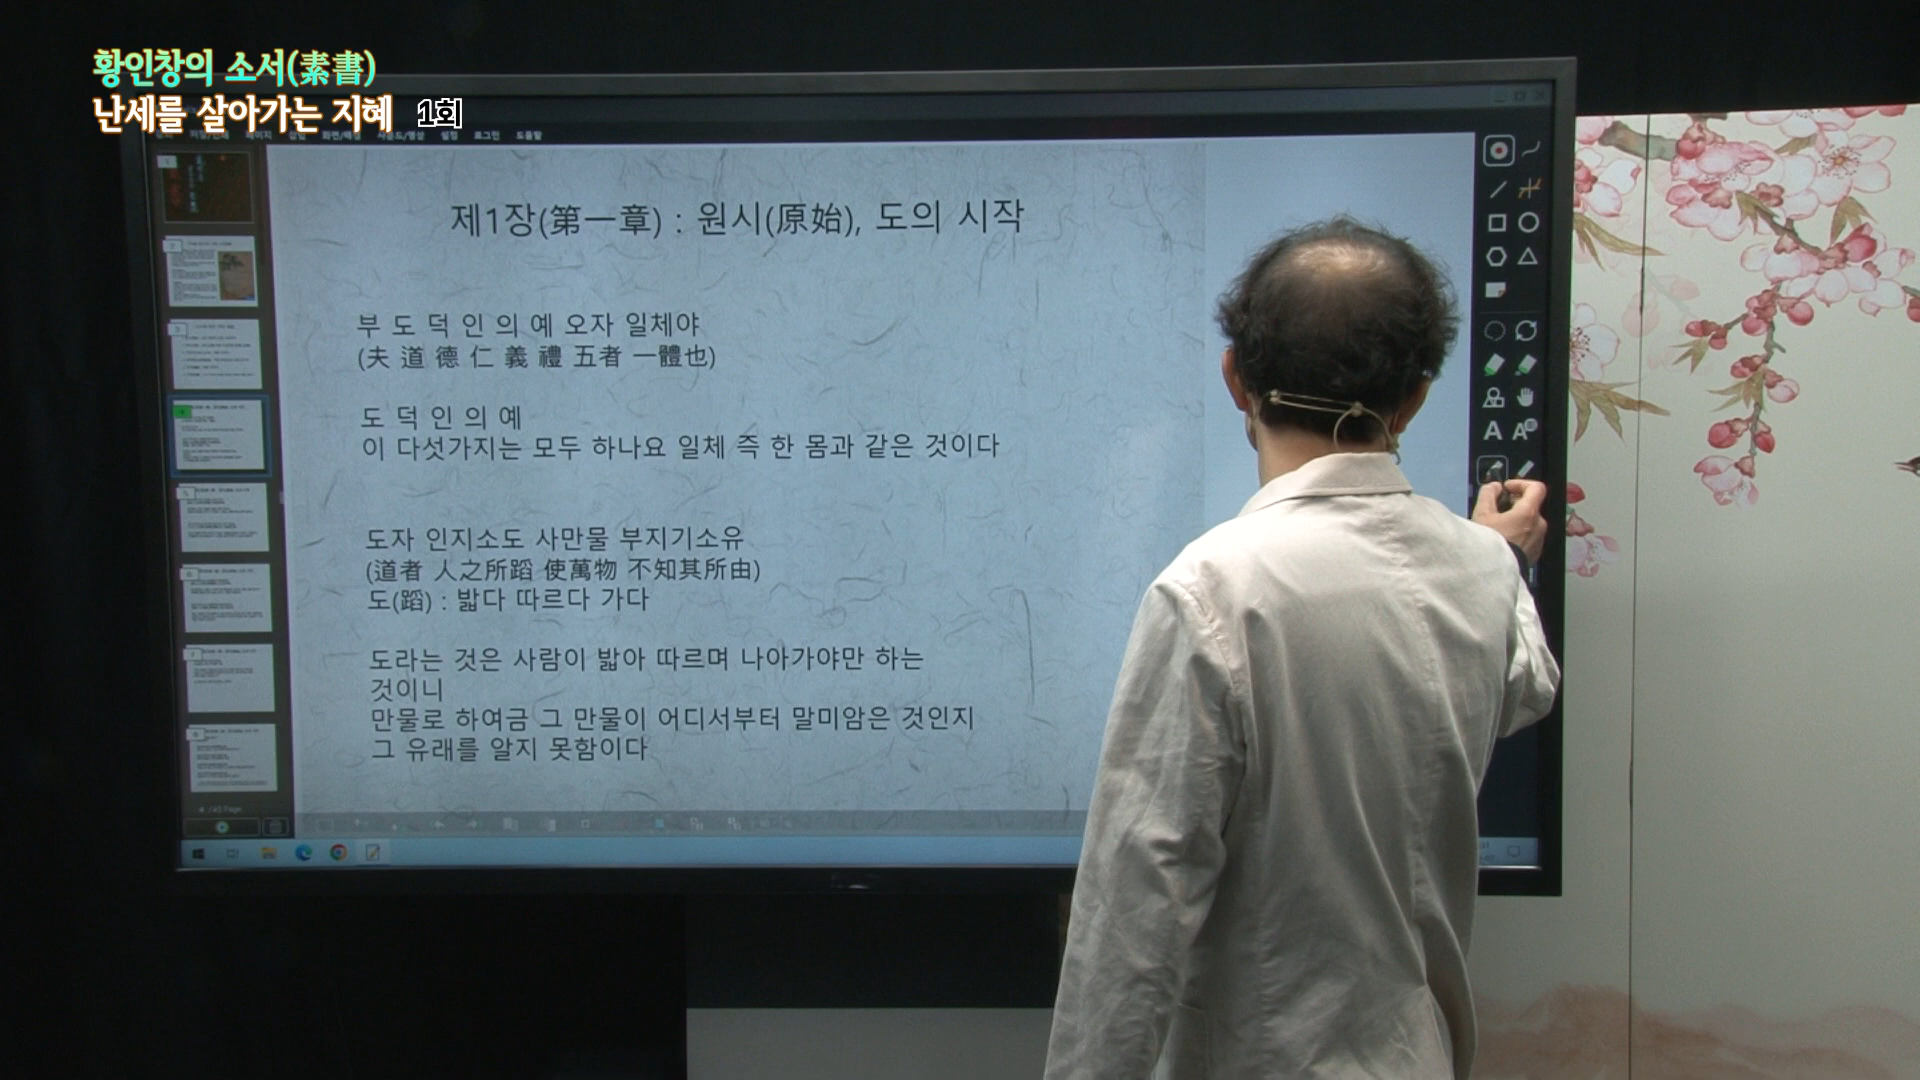 황인창의 소서(素書)
난세를 살아가는 지혜 1회
제1장(第一章) : 원시(原始), 도의 시작
부 도 덕 인 의 예 오자 일체야
(夫 道 德 仁 義 禮 五者 一體也)
도 덕 인 의 예
이 다섯가지는 모두 하나요 일체 즉 한 몸과 같은 것이다
도자 인지소도 사만물 부지기소유
(道者 人之所蹈 使萬物 不知其所由)
도(蹈) : 밟다 따르다 가다
도라는 것은 사람이 밟아 따르며 나아가야만 하는
것이니
만물로 하여금 그 만물이 어디서부터 말미암은 것인지
그 유래를 알지 못함이다